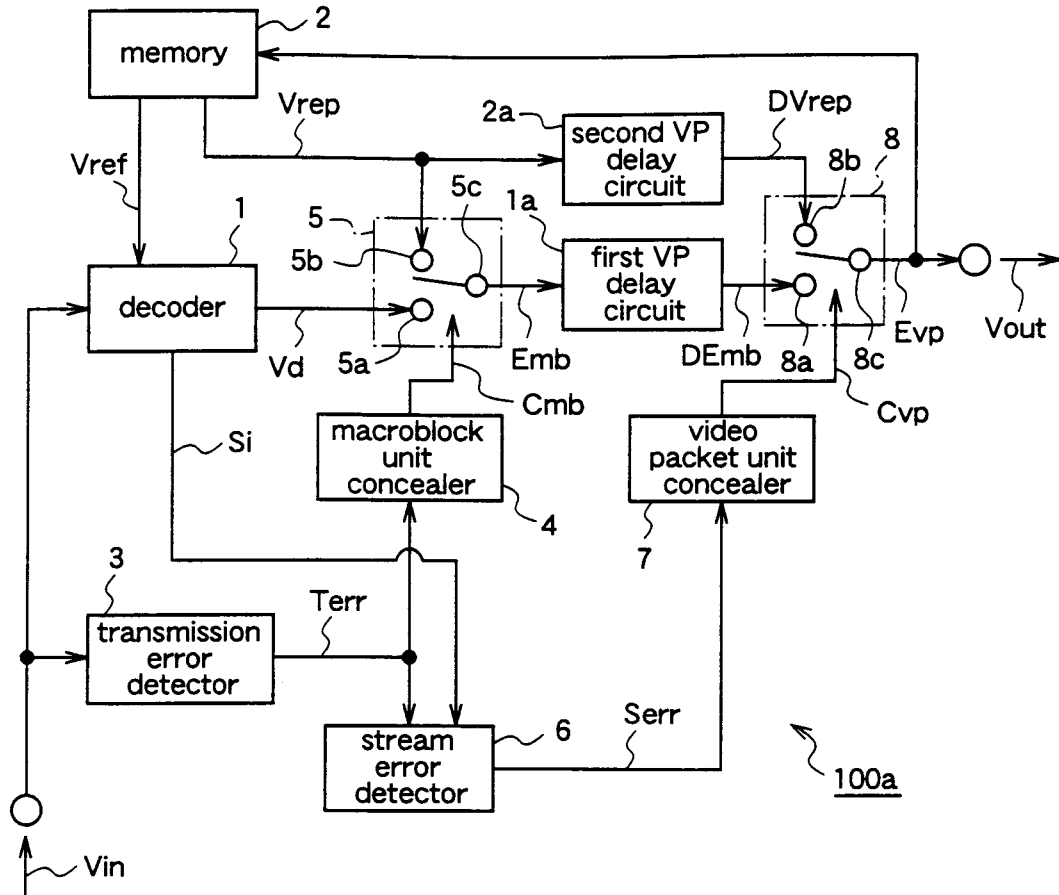 2
memory
Vrep
2a
second VP
delay
circuit
DVrep
8
8b
Vref
1
5
5c
5b
1a
first VP
delay
circuit
decoder
Vd
5a
Emb
DEmb
8a
8c
Evp
Vout
Cmb
Cvp
Si
macroblock
unit
concealer
4
video
packet unit
concealer
7
3
Terr
transmission
error
detector
6
Serr
stream
error
detector
100a
Vin